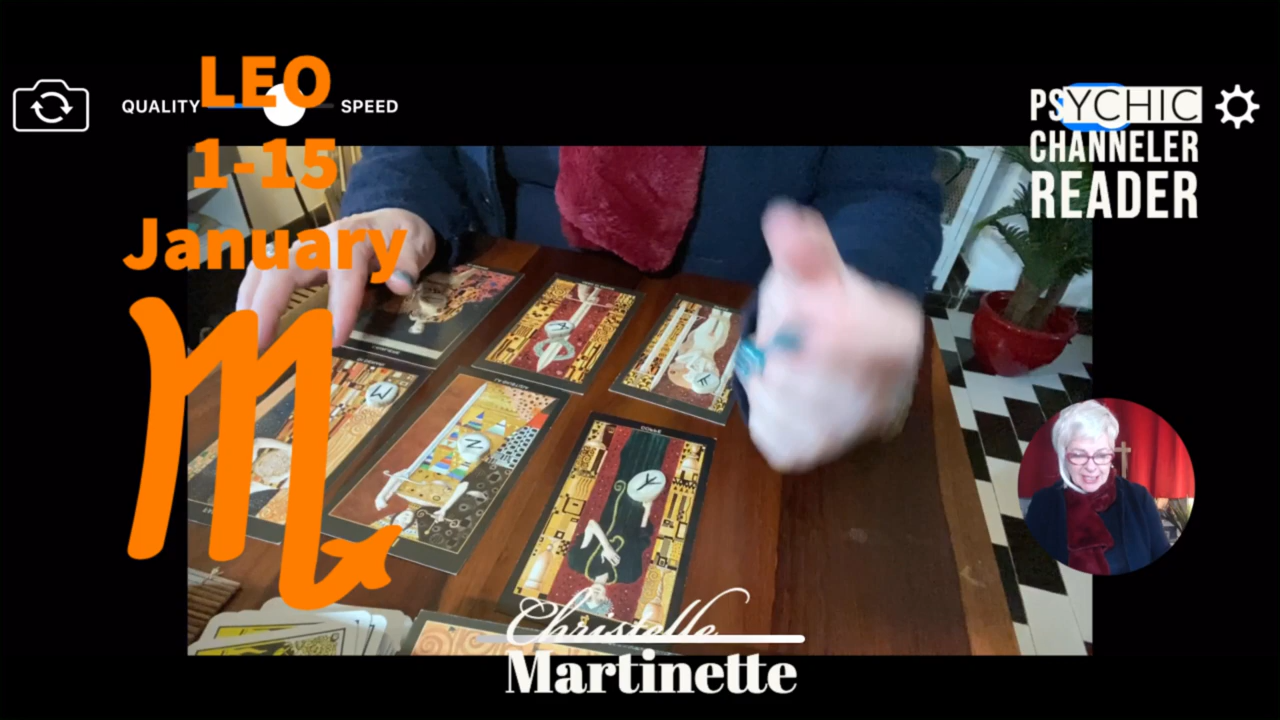 LEO
1-15
January
QUALITY
SPEED
PSYCHIC
CHANNELER
READER
Christelle
Martinette